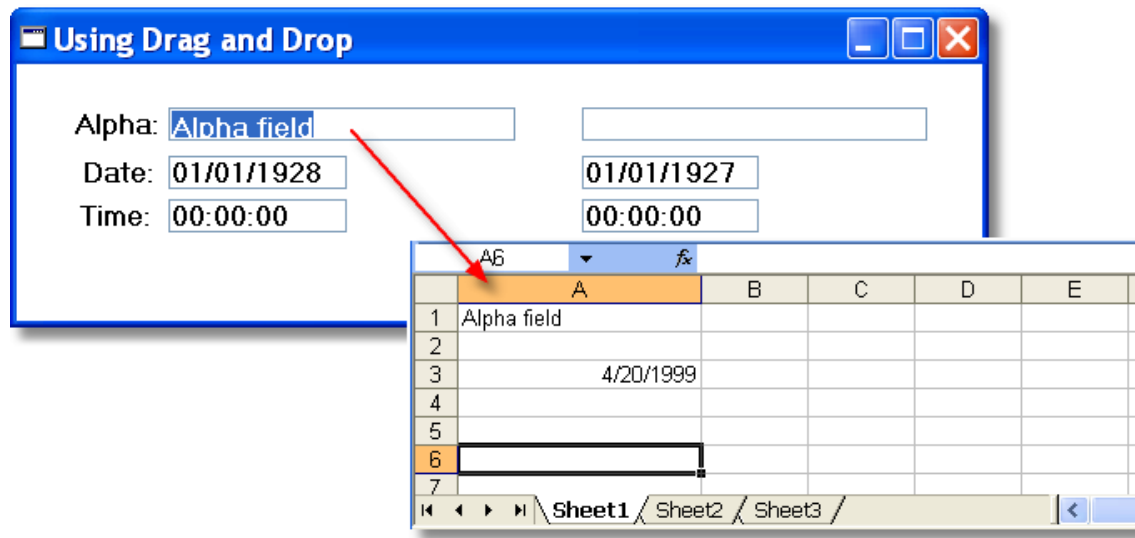 Using Drag and Drop
Alpha: Alpha field
Date: 01/01/1928 01/01/1927
Time: 00:00:00 00:00:00
A6 fx
A B C D E
1 Alpha field
2
3 4/20/1999
4
5
6
7
Sheet1 Sheet2 Sheet3